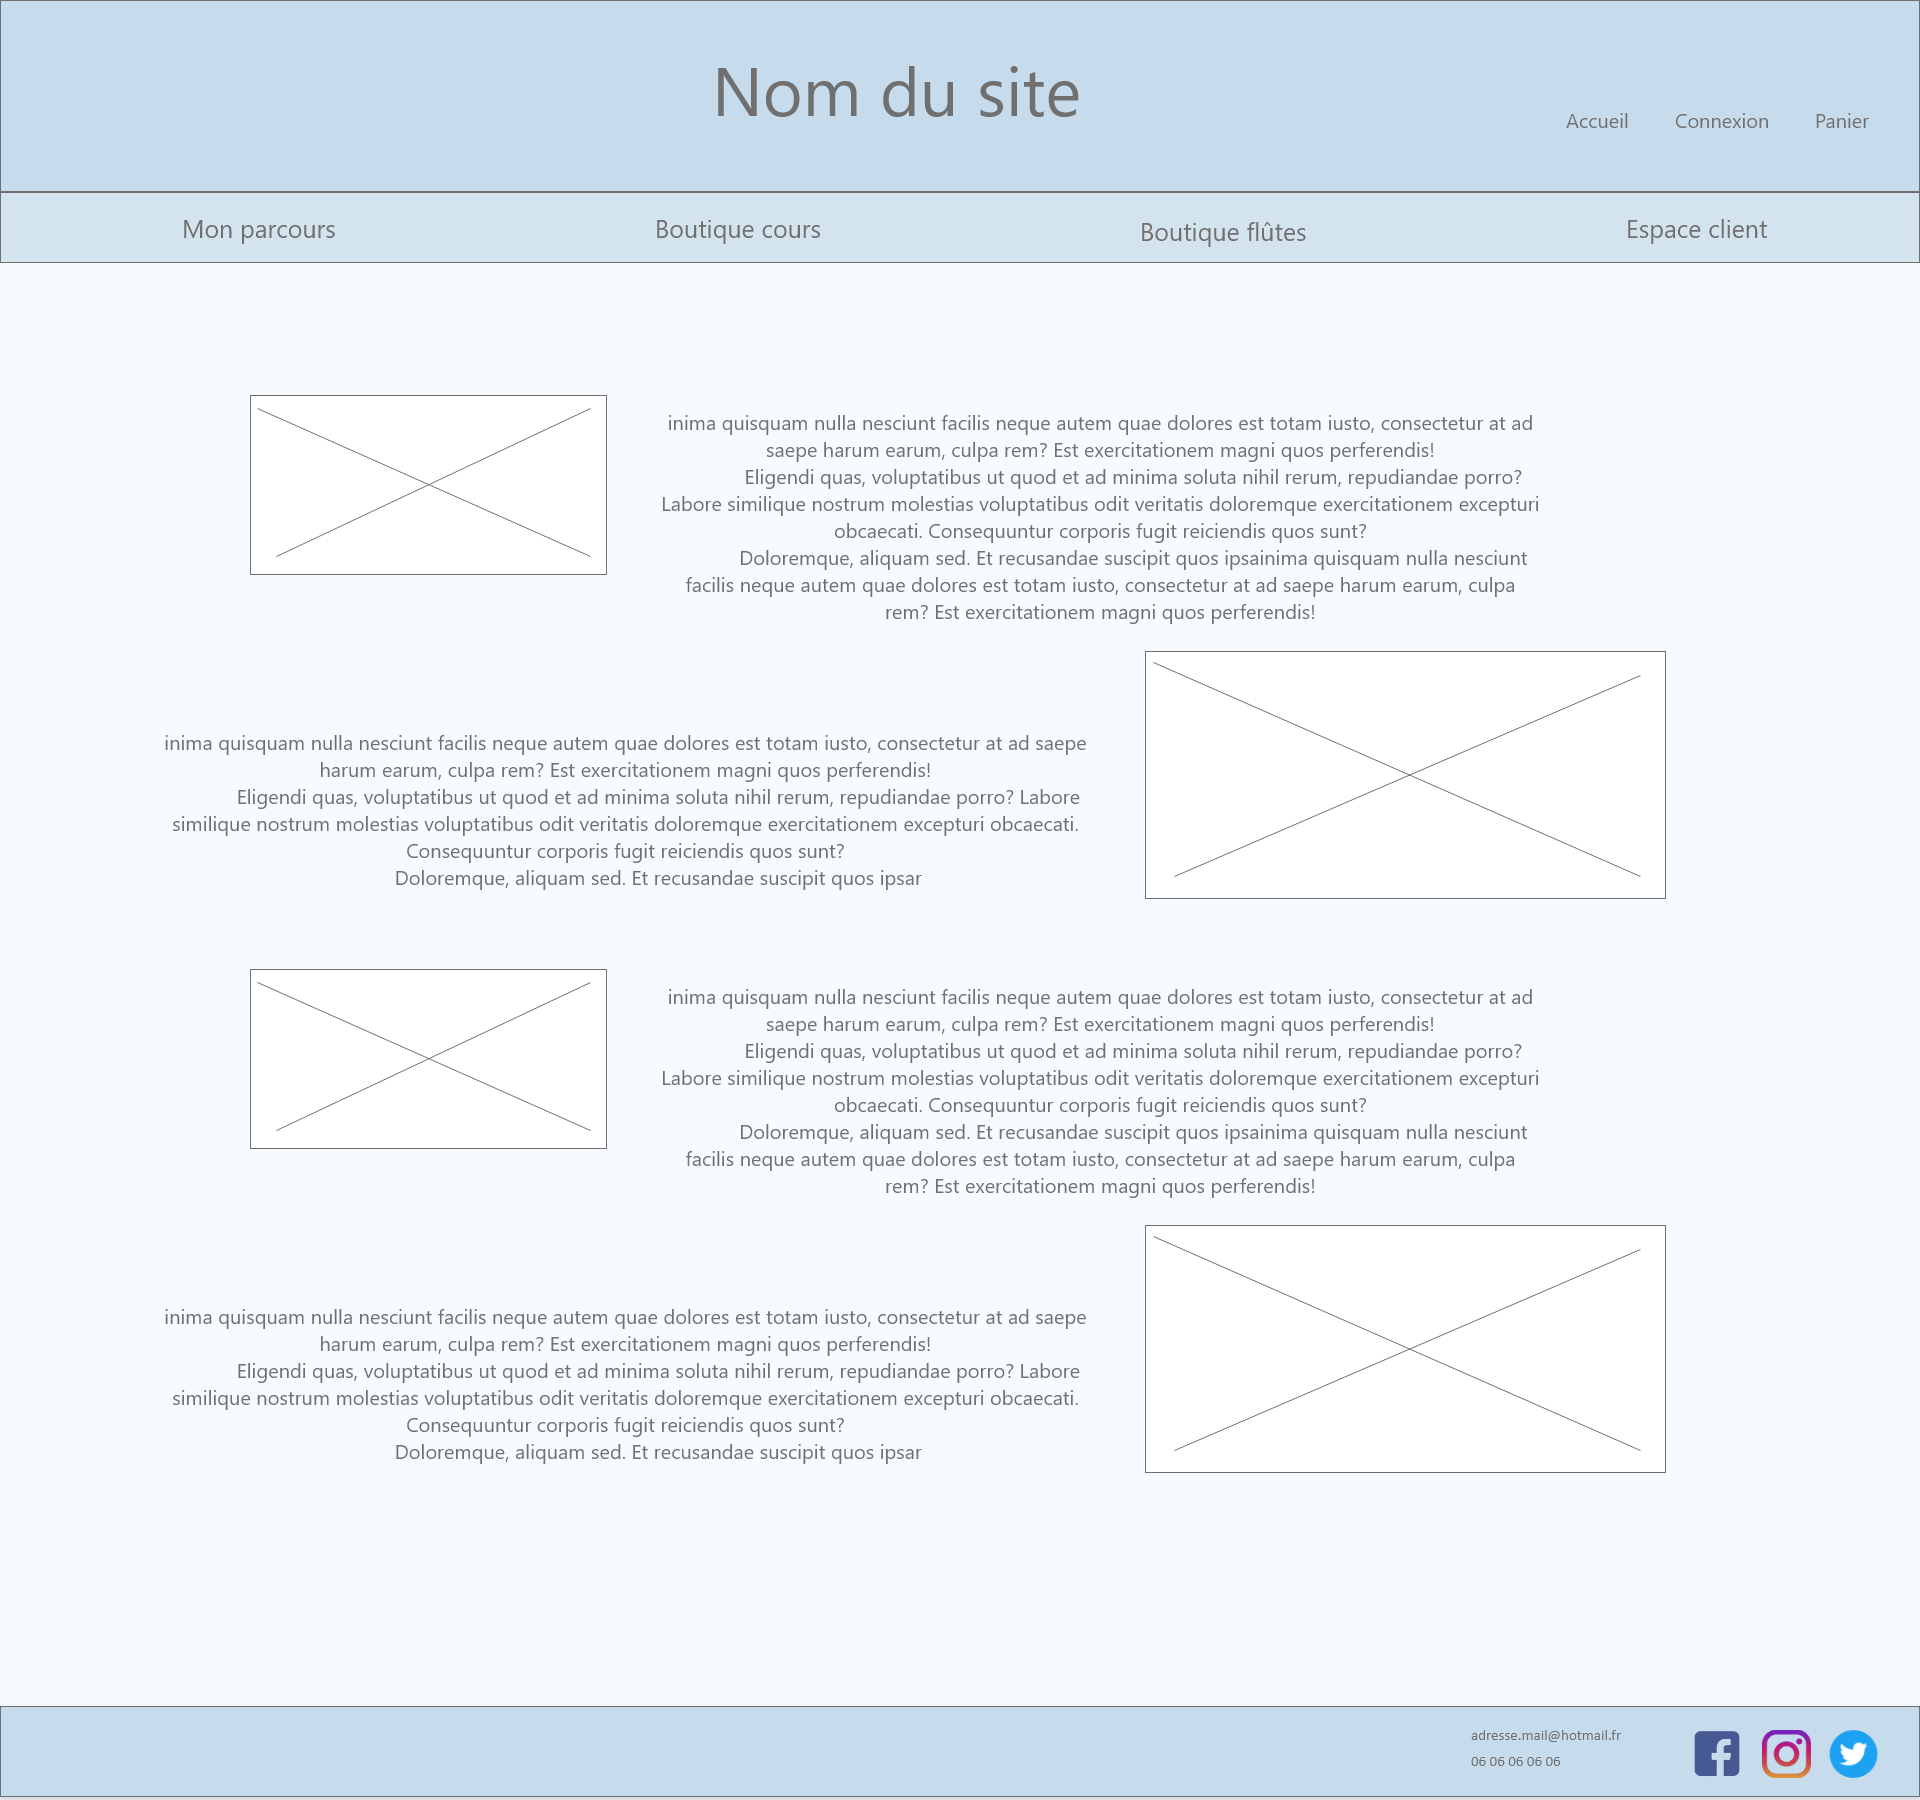 Nom du site
Accueil
Connexion
Panier
Mon parcours
Boutique cours
Boutique flûtes
Espace client
inima quisquam nulla nesciunt facilis neque autem quae dolores est totam iusto, consectetur at ad
saepe harum earum, culpa rem? Est exercitationem magni quos perferendis!
Eligendi quas, voluptatibus ut quod et ad minima soluta nihil rerum, repudiandae porro?
Labore similique nostrum molestias voluptatibus odit veritatis doloremque exercitationem excepturi
obcaecati. Consequuntur corporis fugit reiciendis quos sunt?
Doloremque, aliquam sed. Et recusandae suscipit quos ipsainima quisquam nulla nesciunt
facilis neque autem quae dolores est totam iusto, consectetur at ad saepe harum earum, culpa
rem? Est exercitationem magni quos perferendis!
inima quisquam nulla nesciunt facilis neque autem quae dolores est totam iusto, consectetur at ad saepe
harum earum, culpa rem? Est exercitationem magni quos perferendis!
Eligendi quas, voluptatibus ut quod et ad minima soluta nihil rerum, repudiandae porro? Labore
similique nostrum molestias voluptatibus odit veritatis doloremque exercitationem excepturi obcaecati.
Consequuntur corporis fugit reiciendis quos sunt?
Doloremque, aliquam sed. Et recusandae suscipit quos ipsar
inima quisquam nulla nesciunt facilis neque autem quae dolores est totam iusto, consectetur at ad
saepe harum earum, culpa rem? Est exercitationem magni quos perferendis!
Eligendi quas, voluptatibus ut quod et ad minima soluta nihil rerum, repudiandae porro?
Labore similique nostrum molestias voluptatibus odit veritatis doloremque exercitationem excepturi
obcaecati. Consequuntur corporis fugit reiciendis quos sunt?
Doloremque, aliquam sed. Et recusandae suscipit quos ipsainima quisquam nulla nesciunt
facilis neque autem quae dolores est totam iusto, consectetur at ad saepe harum earum, culpa
rem? Est exercitationem magni quos perferendis!
inima quisquam nulla nesciunt facilis neque autem quae dolores est totam iusto, consectetur at ad saepe
harum earum, culpa rem? Est exercitationem magni quos perferendis!
Eligendi quas, voluptatibus ut quod et ad minima soluta nihil rerum, repudiandae porro? Labore
similique nostrum molestias voluptatibus odit veritatis doloremque exercitationem excepturi obcaecati.
Consequuntur corporis fugit reiciendis quos sunt?
Doloremque, aliquam sed. Et recusandae suscipit quos ipsar
adresse.mail@hotmail.fr
06 06 06 06 06